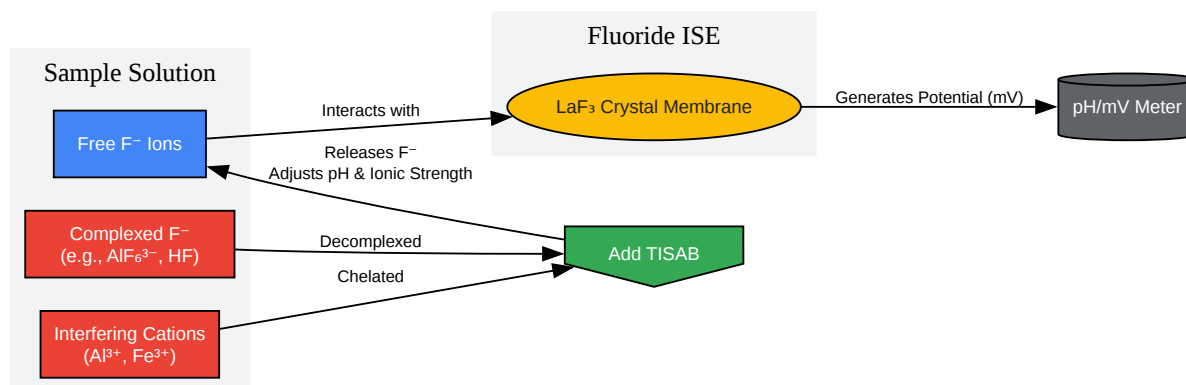 Fluoride ISE
Sample Solution
LaF₃ Crystal Membrane
Generates Potential (mV)
pH/mV Meter
Interacts with
Free F⁻ Ions
Releases F⁻
Adjusts pH & Ionic Strength
Complexed F⁻
(e.g., AlF₆³⁻, HF)
Decomplexed
Add TISAB
Chelated
Interfering Cations
(Al³⁺, Fe³⁺)